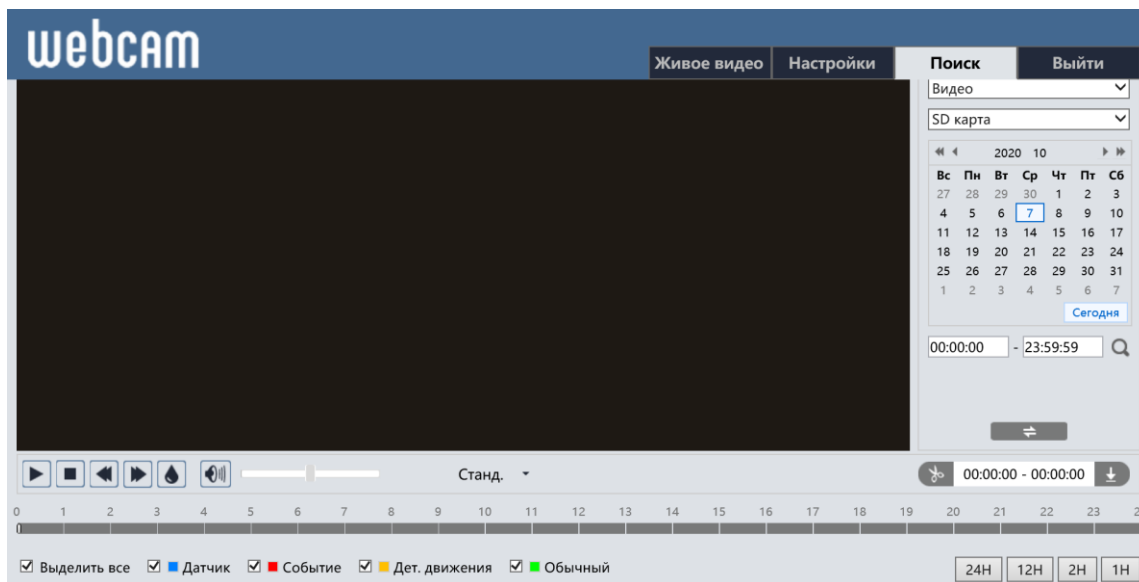 webcam
Живое видео Настройки Поиск Выйти
Видео
SD карта
2020 10
Вс Пн Вт Ср Чт Пт Сб
27 28 29 30 1 2 3
4 5 6 7 8 9 10
11 12 13 14 15 16 17
18 19 20 21 22 23 24
25 26 27 28 29 30 31
1 2 3 4 5 6 7
Сегодня
00:00:00 - 23:59:59
Станд.
00:00:00 - 00:00:00
0 1 2 3 4 5 6 7 8 9 10 11 12 13 14 15 16 17 18 19 20 21 22 23 2
Выделить все Датчик Событие Дет. движения Обычный
24H 12H 2H 1H